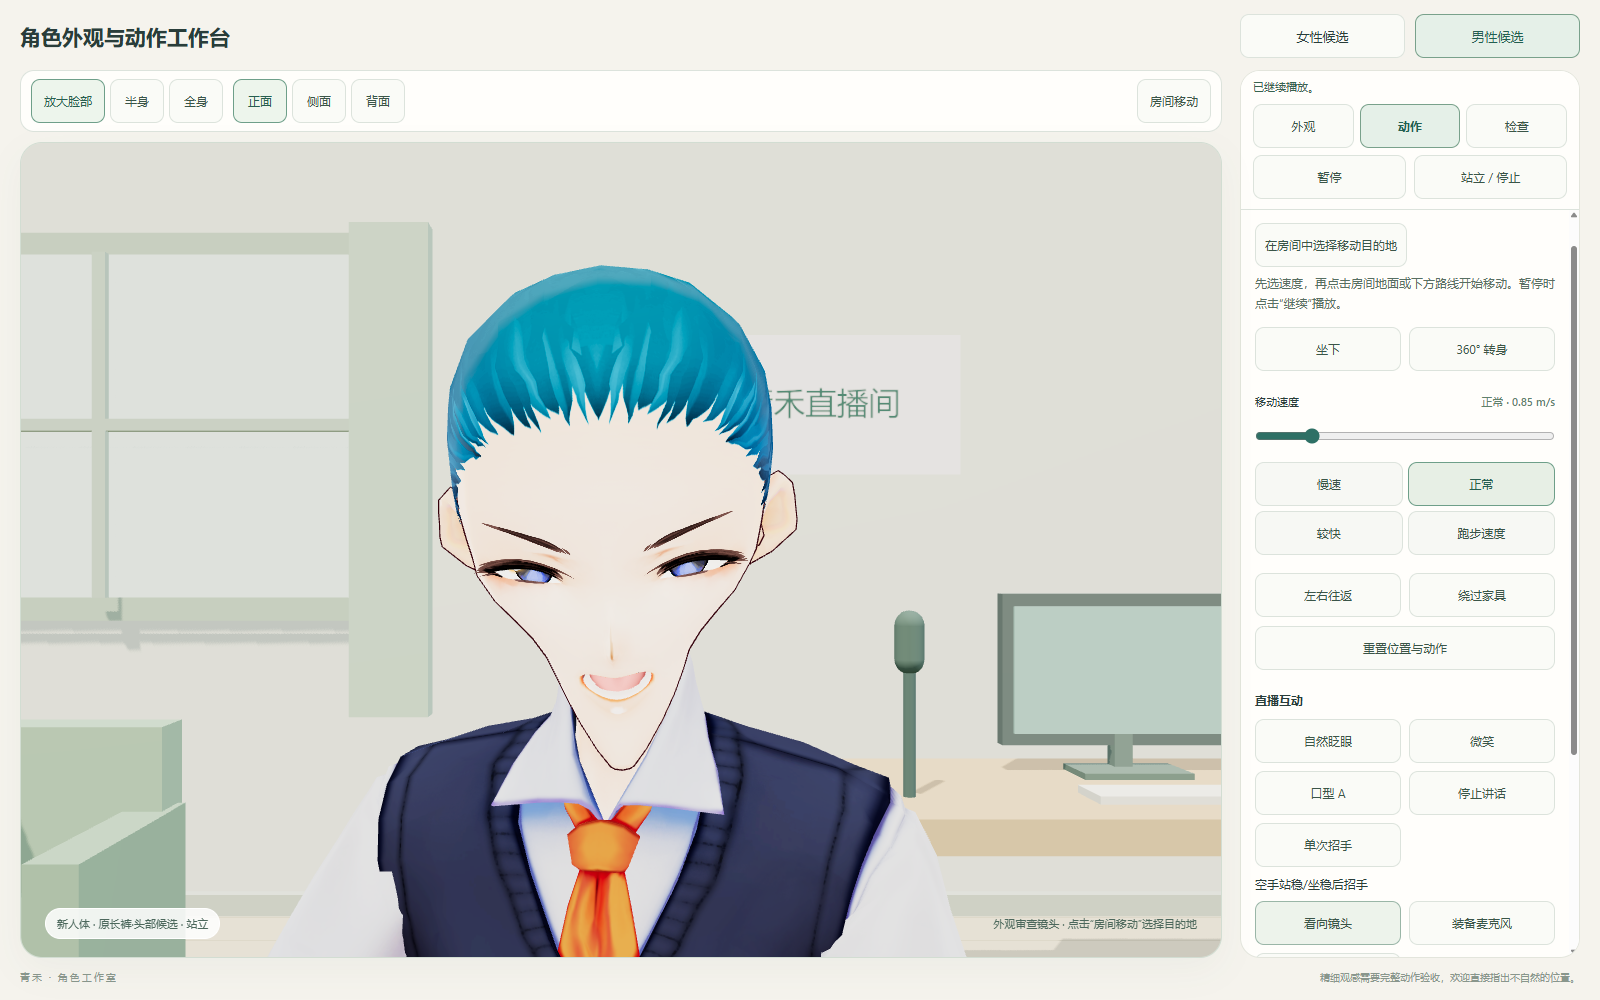 角色外观与动作工作台
女性候选
男性候选
放大脸部
半身
全身
正面
侧面
背面
房间移动
已继续播放。
外观
动作
检查
暂停
站立 / 停止
在房间中选择移动目的地
先选速度，再点击房间地面或下方路线开始移动。暂停时
点击“继续”播放。
坐下
360° 转身
移动速度
正常 · 0.85 m/s
慢速
正常
较快
跑步速度
左右往返
绕过家具
重置位置与动作
直播互动
自然眨眼
微笑
口型 A
停止讲话
单次招手
空手站稳/坐稳后招手
看向镜头
装备麦克风
禾直播间
新人体 · 原长裤头部候选 · 站立
外观审查镜头 · 点击“房间移动”选择目的地
青禾 · 角色工作室
精细观感需要完整动作验收，欢迎直接指出不自然的位置。